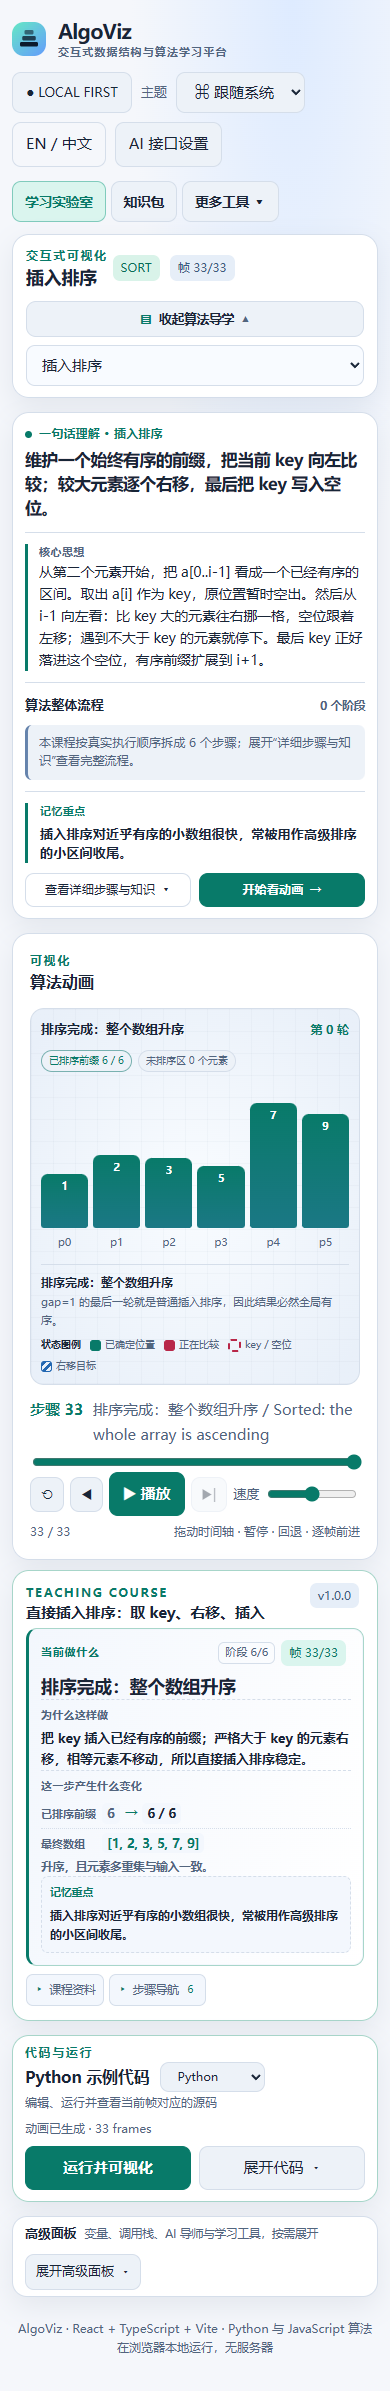 AlgoViz
交互式数据结构与算法学习平台
● LOCAL FIRST
主题
⌘ 跟随系统
EN / 中文
AI 接口设置
学习实验室
知识包
更多工具 ▾
交互式可视化
插入排序
SORT
帧 33/33
▤ 收起算法导学 ▲
插入排序
一句话理解 • 插入排序
维护一个始终有序的前缀，把当前 key 向左比
较；较大元素逐个右移，最后把 key 写入空
位。
核心思想
从第二个元素开始，把 a[0..i-1] 看成一个已经有序的
区间。取出 a[i] 作为 key，原位置暂时空出。然后从
i-1 向左看：比 key 大的元素往右挪一格，空位跟着
左移；遇到不大于 key 的元素就停下。最后 key 正好
落进这个空位，有序前缀扩展到 i+1。
算法整体流程
0 个阶段
本课程按真实执行顺序拆成 6 个步骤；展开“详细步骤与知
识”查看完整流程。
记忆重点
插入排序对近乎有序的小数组很快，常被用作高级排序
的小区间收尾。
查看详细步骤与知识 ▾
开始看动画 →
可视化
算法动画
排序完成：整个数组升序
第 0 轮
已排序前缀 6 / 6
未排序区 0 个元素
1
2
3
5
7
9
p0
p1
p2
p3
p4
p5
排序完成：整个数组升序
gap=1 的最后一轮就是普通插入排序，因此结果必然全局有
序。
状态图例
已确定位置
正在比较
key / 空位
右移目标
步骤 33
排序完成：整个数组升序 / Sorted: the
whole array is ascending
▶ 播放
速度
33 / 33
拖动时间轴 · 暂停 · 回退 · 逐帧前进
TEACHING COURSE
直接插入排序：取 key、右移、插入
v1.0.0
当前做什么
阶段 6/6
帧 33/33
排序完成：整个数组升序
为什么这样做
把 key 插入已经有序的前缀；严格大于 key 的元素右
移，相等元素不移动，所以直接插入排序稳定。
这一步产生什么变化
已排序前缀 6 → 6 / 6
最终数组 [1, 2, 3, 5, 7, 9]
升序，且元素多重集与输入一致。
记忆重点
插入排序对近乎有序的小数组很快，常被用作高级排序
的小区间收尾。
‣ 课程资料
‣ 步骤导航 6
代码与运行
Python 示例代码
Python
编辑、运行并查看当前帧对应的源码
动画已生成 · 33 frames
运行并可视化
展开代码 ▾
高级面板
变量、调用栈、AI 导师与学习工具，按需展开
展开高级面板 ▾
AlgoViz · React + TypeScript + Vite · Python 与 JavaScript 算法
在浏览器本地运行，无服务器